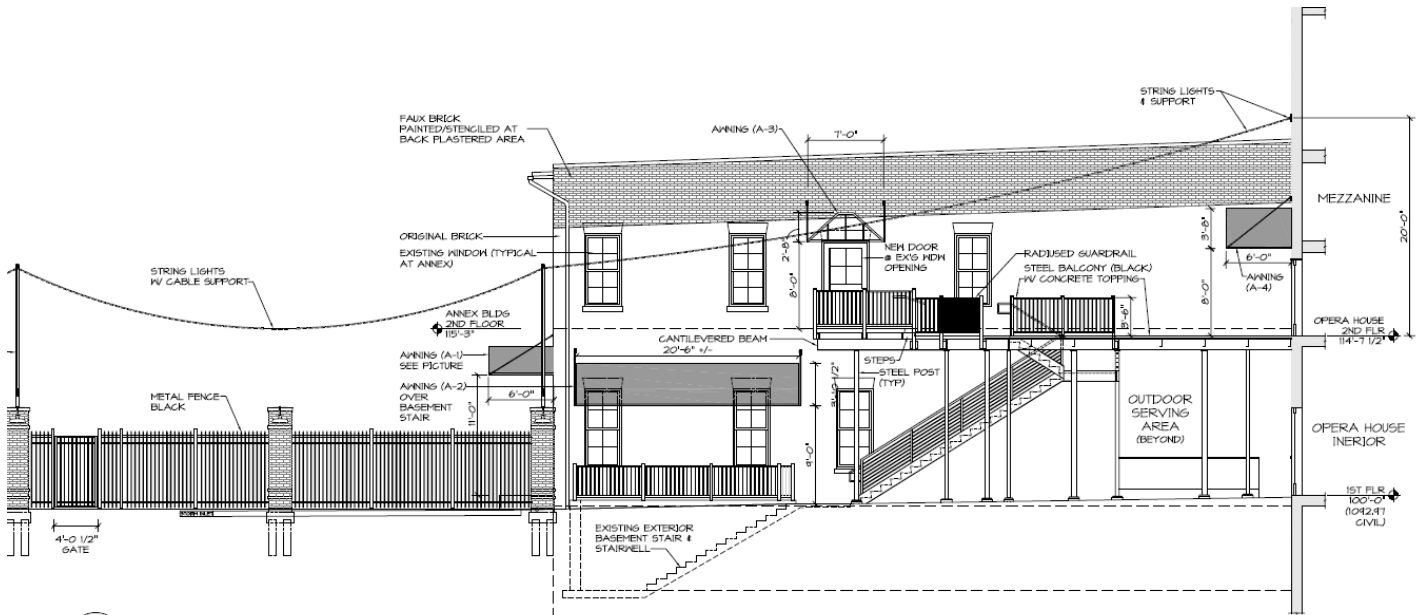 STRING LIGHTS
& SUPPORT
FAUX BRICK
PAINTED/STENCILED AT
BACK PLASTERED AREA
AWNING (A-3)
7'-0"
MEZZANINE
20'-0"
ORIGINAL BRICK
EXISTING WINDOW (TYPICAL
AT ANNEX)
2'-8"
8'-0"
NEW DOOR
@ EX'G WDW
OPENING
RADIUSED GUARDRAIL
STEEL BALCONY (BLACK)
W/ CONCRETE TOPPING
3'-8"
6'-0"
AWNING
(A-4)
8'-0"
3'-6"
STRING LIGHTS
W/ CABLE SUPPORT
ANNEX BLDG
2ND FLOOR
115'-3"
OPERA HOUSE
2ND FLR
114'-7 1/2"
CANTILEVERED BEAM
20'-6" +/-
STEPS
STEEL POST
(TYP)
AWNING (A-1)
SEE PICTURE
6'-0"
11'-0"
AWNING (A-2)
OVER
BASEMENT
STAIR
METAL FENCE
BLACK
9'-0"
OUTDOOR
SERVING
AREA
(BEYOND)
OPERA HOUSE
INERIOR
1ST FLR
100'-0"
(1092.97
CIVIL)
4'-0 1/2"
GATE
EXISTING EXTERIOR
BASEMENT STAIR &
STAIRWELL